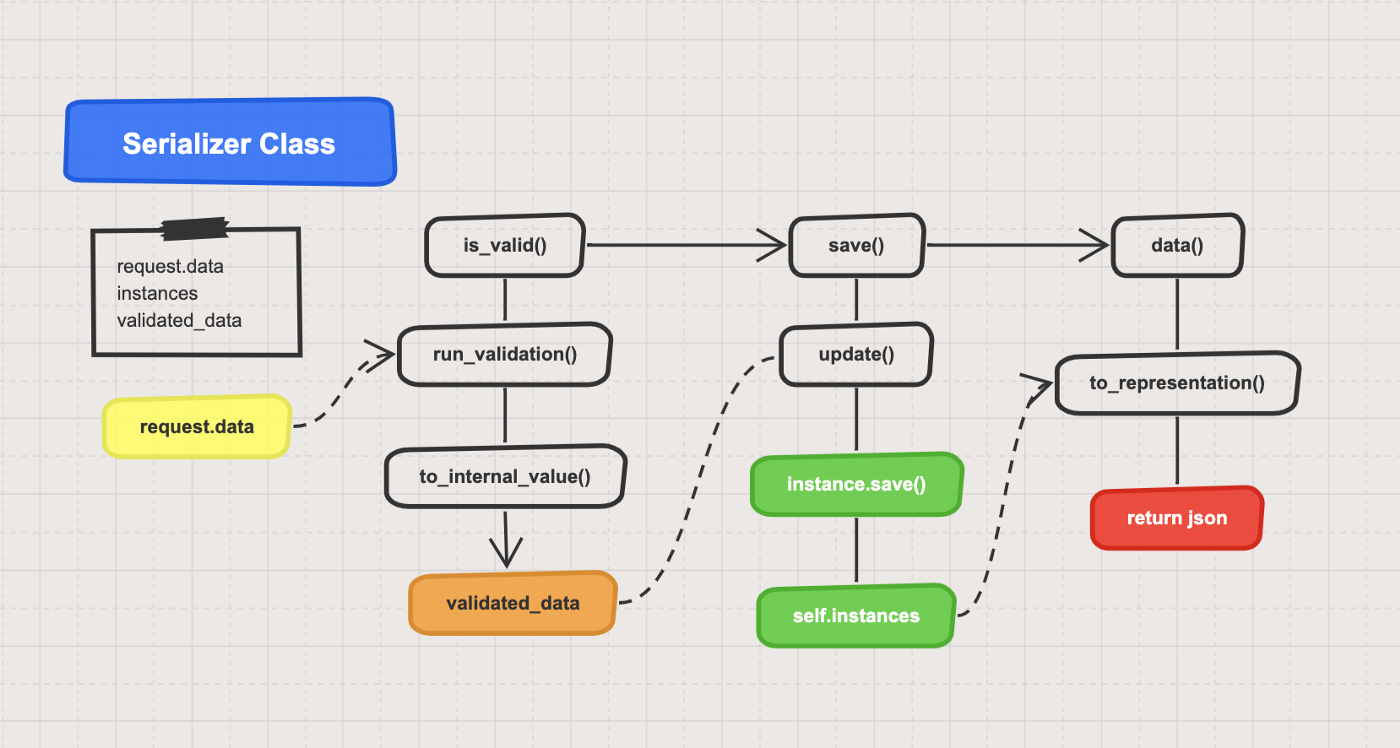 Serializer Class
request.data
instances
validated_data
request.data
is_valid()
run_validation()
to_internal_value()
validated_data
save()
update()
instance.save()
self.instances
data()
to_representation()
return json